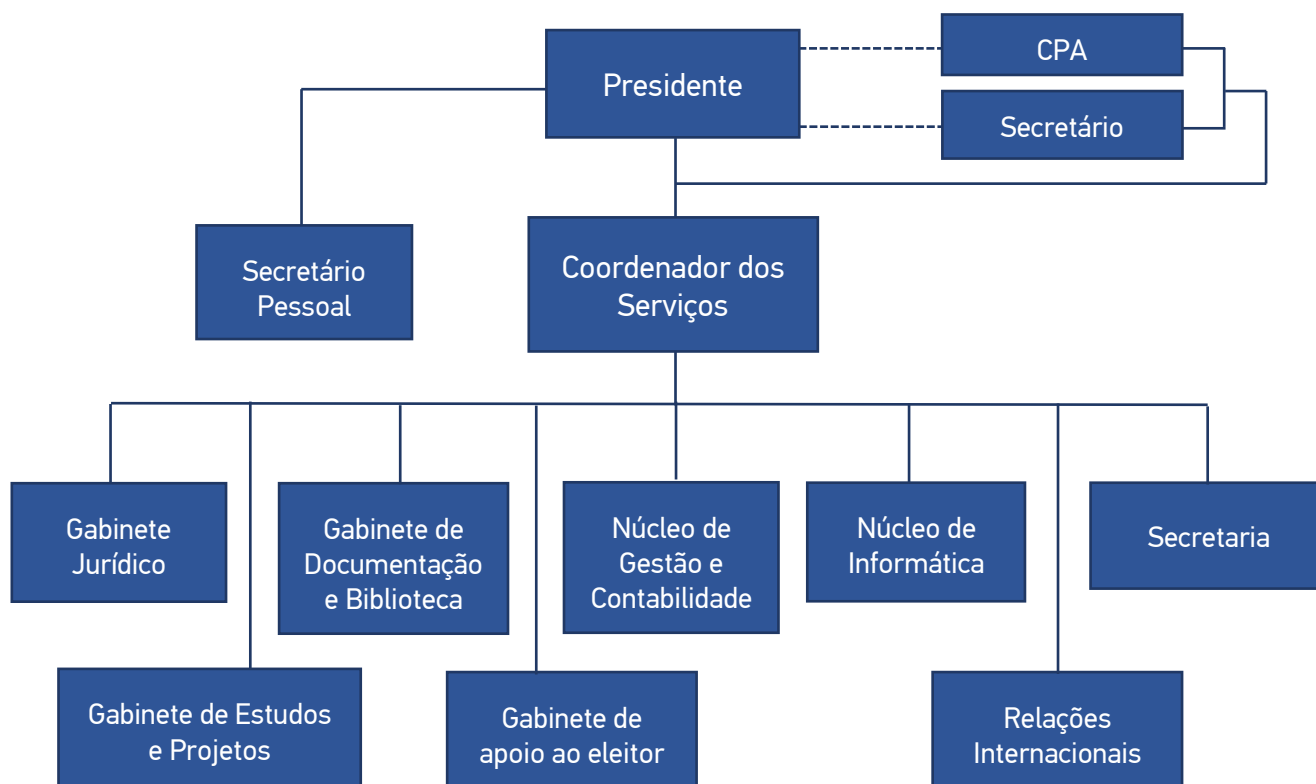 Presidente
CPA
Secretário
Secretário
Pessoal
Coordenador dos
Serviços
Gabinete
Jurídico
Gabinete de
Documentação
e Biblioteca
Núcleo de
Gestão e
Contabilidade
Núcleo de
Informática
Secretaria
Gabinete de Estudos
e Projetos
Gabinete de
apoio ao eleitor
Relações
Internacionais